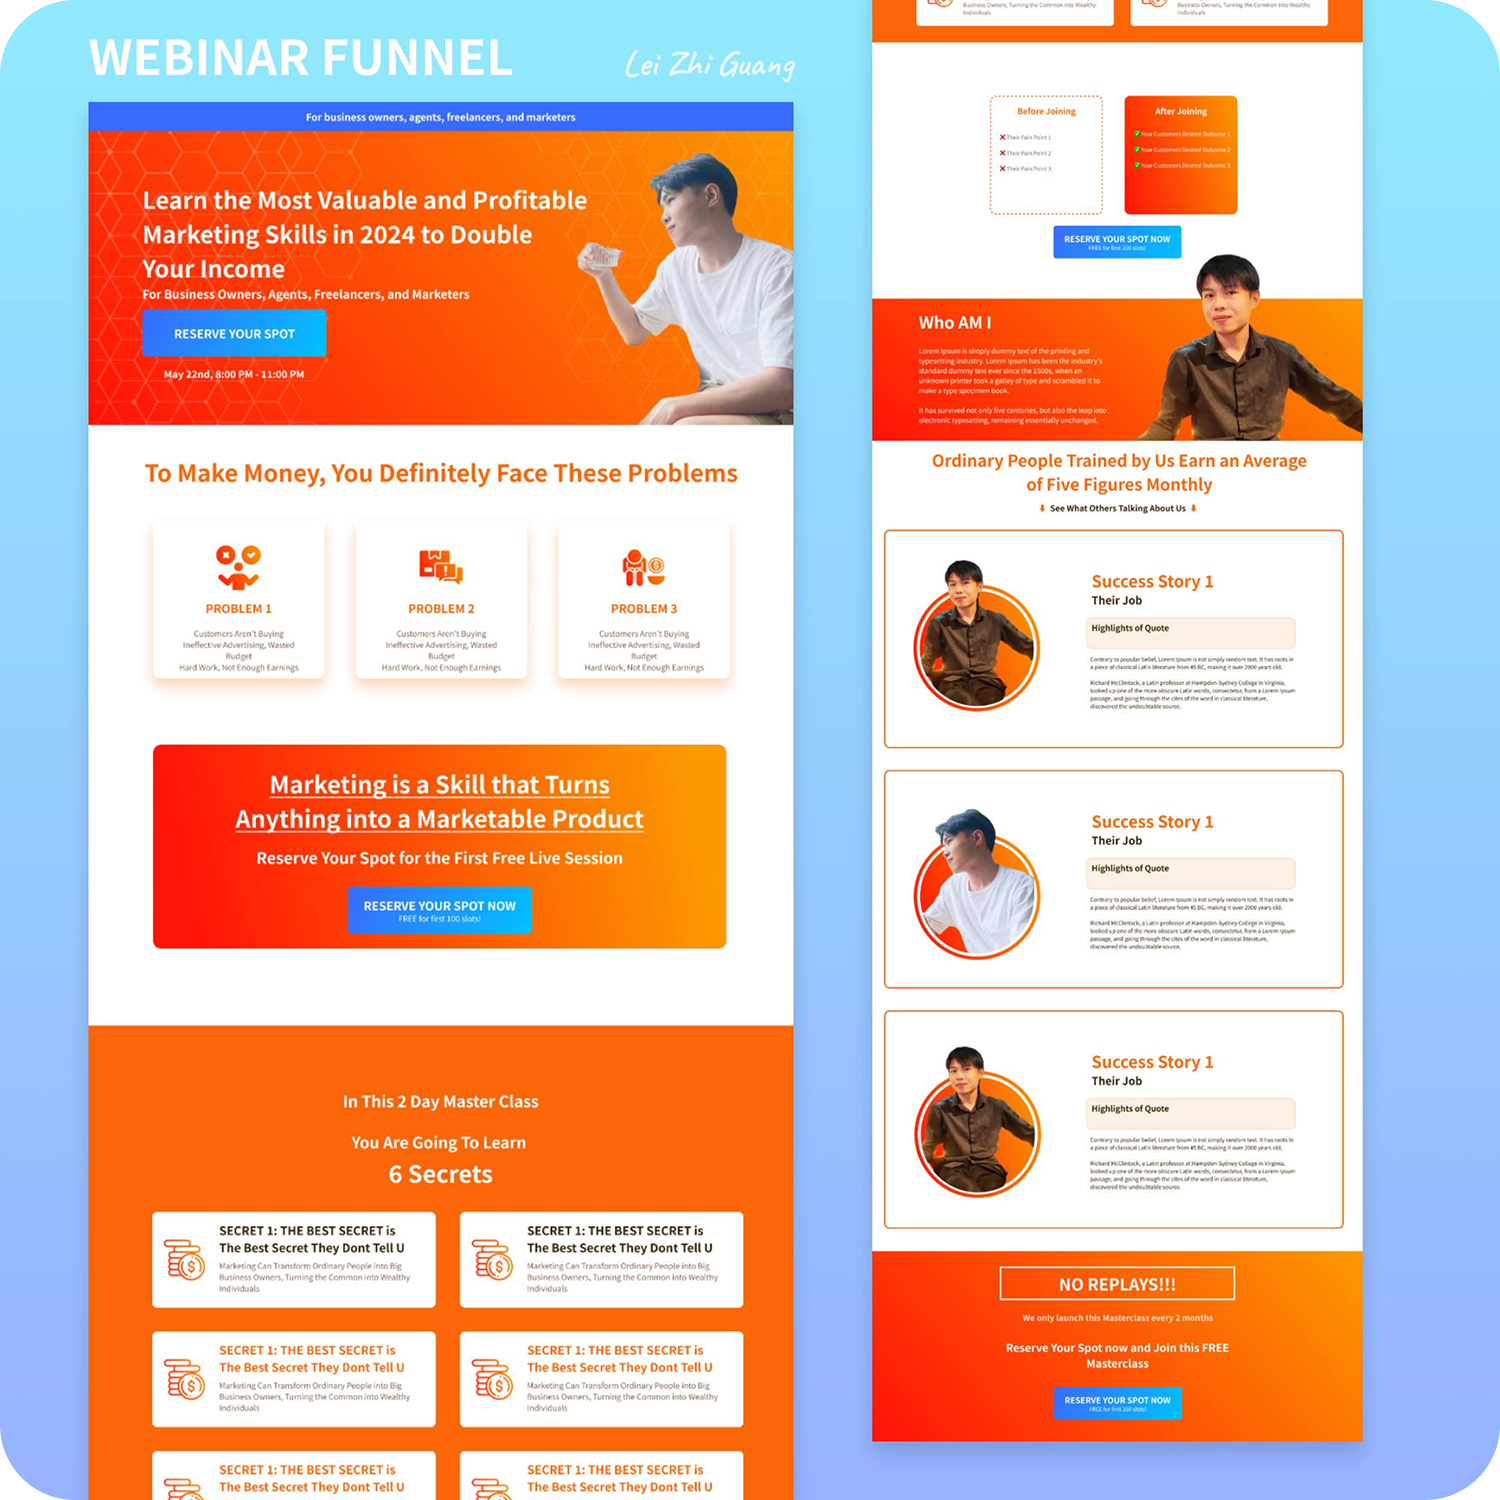 WEBINAR FUNNEL
Lei Zhi Guang
For business owners, agents, freelancers, and marketers
Learn the Most Valuable and Profitable
Marketing Skills in 2024 to Double
Your Income
For Business Owners, Agents, Freelancers, and Marketers
RESERVE YOUR SPOT
May 22nd, 8:00 PM - 11:00 PM
To Make Money, You Definitely Face These Problems
PROBLEM 1
Customers Aren't Buying
Ineffective Advertising, Wasted
Budget
Hard Work, Not Enough Earnings
PROBLEM 2
Customers Aren't Buying
Ineffective Advertising, Wasted
Budget
Hard Work, Not Enough Earnings
PROBLEM 3
Customers Aren't Buying
Ineffective Advertising, Wasted
Budget
Hard Work, Not Enough Earnings
Marketing is a Skill that Turns
Anything into a Marketable Product
Reserve Your Spot for the First Free Live Session
RESERVE YOUR SPOT NOW
FREE for first 100 slots!
In This 2 Day Master Class
You Are Going To Learn
6 Secrets
SECRET 1: THE BEST SECRET is
The Best Secret They Dont Tell U
Marketing Can Transform Ordinary People into Big
Business Owners, Turning the Common into Wealthy
Individuals
SECRET 1: THE BEST SECRET is
The Best Secret They Dont Tell U
Marketing Can Transform Ordinary People into Big
Business Owners, Turning the Common into Wealthy
Individuals
SECRET 1: THE BEST SECRET is
The Best Secret They Dont Tell U
Marketing Can Transform Ordinary People into Big
Business Owners, Turning the Common into Wealthy
Individuals
SECRET 1: THE BEST SECRET is
The Best Secret They Dont Tell U
Marketing Can Transform Ordinary People into Big
Business Owners, Turning the Common into Wealthy
Individuals
SECRET 1: THE BEST SECRET is
The Best Secret They Dont Tell U
SECRET 1: THE BEST SECRET is
The Best Secret They Dont Tell U
Business Owners, Turning the Common into Wealthy
Individuals
Business Owners, Turning the Common into Wealthy
Individuals
Before Joining
Their Pain Point 1
Their Pain Point 2
Their Pain Point 3
After Joining
Your Customers Desired Outcome 1
Your Customers Desired Outcome 2
Your Customers Desired Outcome 3
RESERVE YOUR SPOT NOW
FREE for first 100 slots!
Who AM I
Lorem Ipsum is simply dummy text of the printing and
typesetting industry. Lorem Ipsum has been the industry's
standard dummy text ever since the 1500s, when an
unknown printer took a galley of type and scrambled it to
make a type specimen book.
It has survived not only five centuries, but also the leap into
electronic typesetting, remaining essentially unchanged.
Ordinary People Trained by Us Earn an Average
of Five Figures Monthly
See What Others Talking About Us
Success Story 1
Their Job
Highlights of Quote
Contrary to popular belief, Lorem Ipsum is not simply random text. It has roots in
a piece of classical Latin literature from 45 BC, making it over 2000 years old.
Richard McClintock, a Latin professor at Hampden-Sydney College in Virginia,
looked up one of the more obscure Latin words, consectetur, from a Lorem Ipsum
passage, and going through the cites of the word in classical literature,
discovered the undoubtable source.
Success Story 1
Their Job
Highlights of Quote
Contrary to popular belief, Lorem Ipsum is not simply random text. It has roots in
a piece of classical Latin literature from 45 BC, making it over 2000 years old.
Richard McClintock, a Latin professor at Hampden-Sydney College in Virginia,
looked up one of the more obscure Latin words, consectetur, from a Lorem Ipsum
passage, and going through the cites of the word in classical literature,
discovered the undoubtable source.
Success Story 1
Their Job
Highlights of Quote
Contrary to popular belief, Lorem Ipsum is not simply random text. It has roots in
a piece of classical Latin literature from 45 BC, making it over 2000 years old.
Richard McClintock, a Latin professor at Hampden-Sydney College in Virginia,
looked up one of the more obscure Latin words, consectetur, from a Lorem Ipsum
passage, and going through the cites of the word in classical literature,
discovered the undoubtable source.
NO REPLAYS!!!
We only launch this Masterclass every 2 months
Reserve Your Spot now and Join this FREE
Masterclass
RESERVE YOUR SPOT NOW
FREE for first 100 slots!